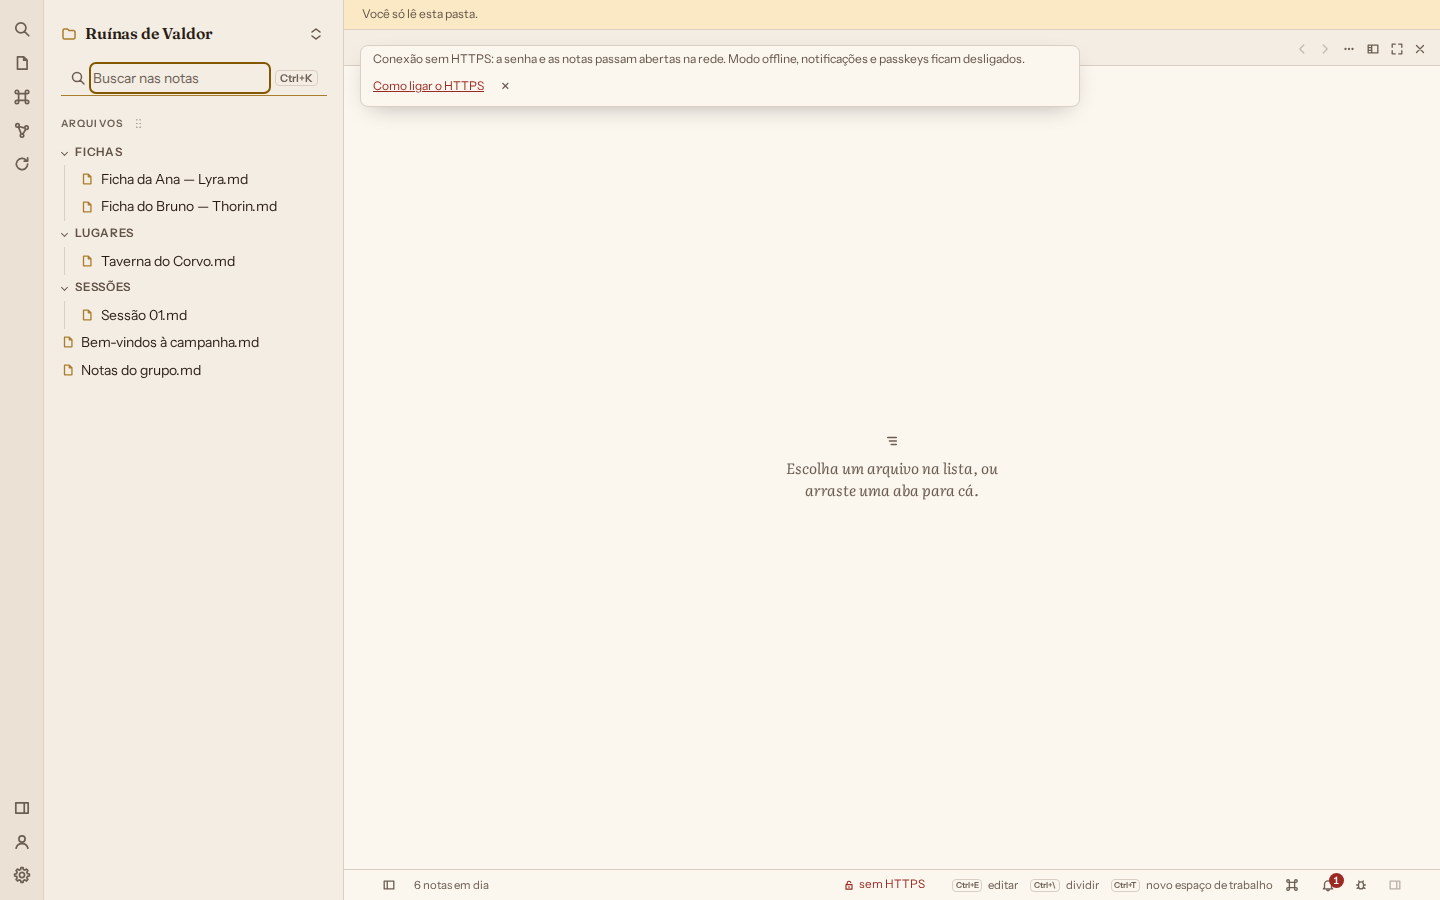 Você só lê esta pasta.
Ruínas de Valdor
Conexão sem HTTPS: a senha e as notas passam abertas na rede. Modo offline, notificações e passkeys ficam desligados.
Como ligar o HTTPS
Buscar nas notas
Ctrl+K
ARQUIVOS
FICHAS
Ficha da Ana — Lyra.md
Ficha do Bruno — Thorin.md
LUGARES
Taverna do Corvo.md
SESSÕES
Sessão 01.md
Bem-vindos à campanha.md
Notas do grupo.md
Escolha um arquivo na lista, ou
arraste uma aba para cá.
6 notas em dia
sem HTTPS
Ctrl+E editar
Ctrl+\ dividir
Ctrl+T novo espaço de trabalho
1